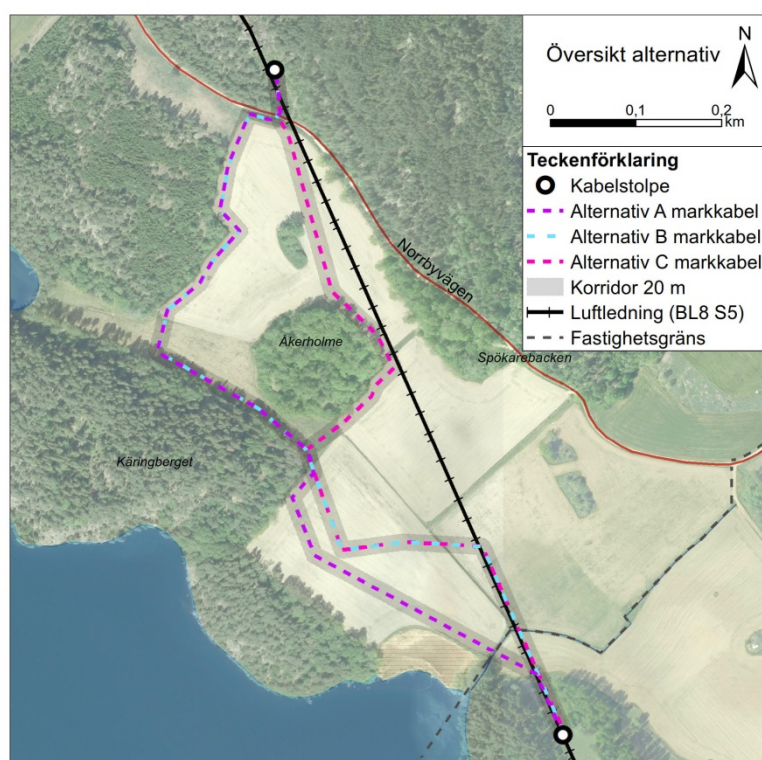 Översikt alternativ
N
0 0,1 0,2
km
Teckenförklaring
Kabelstolpe
Alternativ A markkabel
Alternativ B markkabel
Alternativ C markkabel
Korridor 20 m
Luftledning (BL8 S5)
Fastighetsgräns
Norrbyvägen
Åkerholme
Spökarebacken
Käringberget